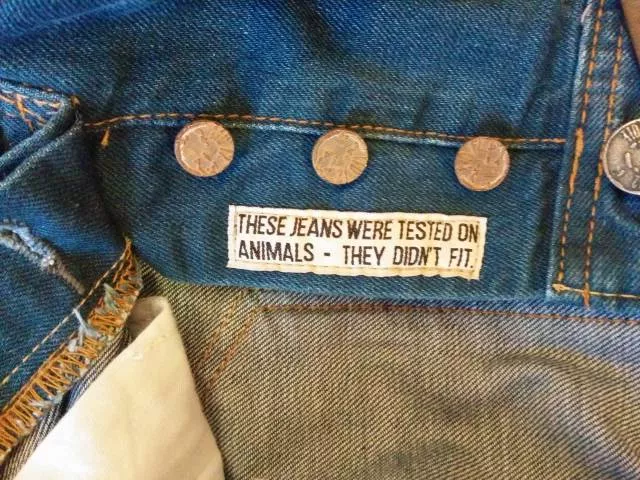 THESE JEANS WERE TESTED ON
ANIMALS - THEY DIDN'T FIT.